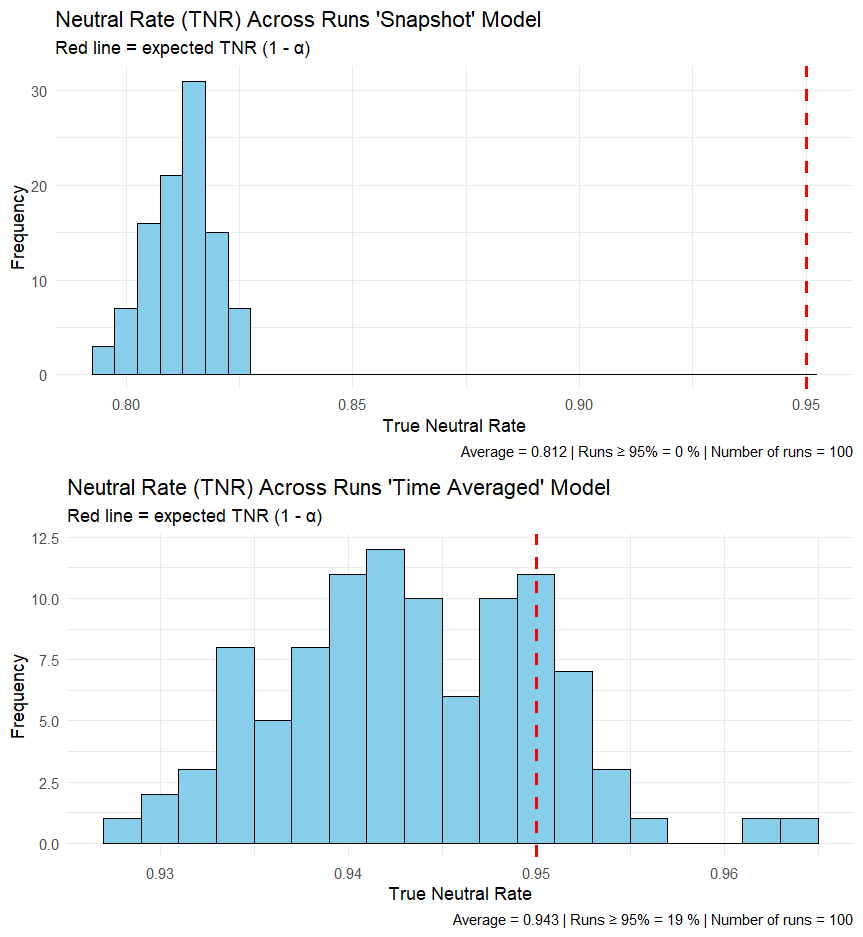 Neutral Rate (TNR) Across Runs 'Snapshot' Model
Red line = expected TNR (1 - α)
Frequency
30
20
10
0
0.80 0.85 0.90 0.95
True Neutral Rate
Average = 0.812 | Runs ≥ 95% = 0 % | Number of runs = 100
Neutral Rate (TNR) Across Runs 'Time Averaged' Model
Red line = expected TNR (1 - α)
Frequency
12.5
10.0
7.5
5.0
2.5
0.0
0.93 0.94 0.95 0.96
True Neutral Rate
Average = 0.943 | Runs ≥ 95% = 19 % | Number of runs = 100